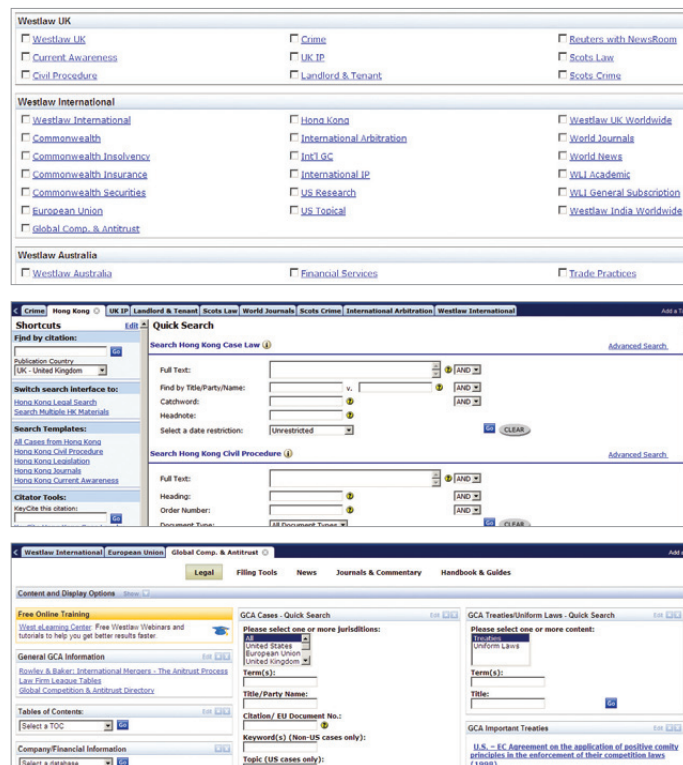 Westlaw UK
Westlaw UK Crime Reuters with NewsRoom
Current Awareness UK IP Scots Law
Civil Procedure Landlord & Tenant Scots Crime
Westlaw International
Westlaw International Hong Kong Westlaw UK Worldwide
Commonwealth International Arbitration World Journals
Commonwealth Insolvency Int'l GC World News
Commonwealth Insurance International IP WLI Academic
Commonwealth Securities US Research WLI General Subscription
European Union US Topical Westlaw India Worldwide
Global Comp. & Antitrust
Westlaw Australia
Westlaw Australia Financial Services Trade Practices
Crime Hong Kong UK IP Landlord & Tenant Scots Law World Journals Scots Crime International Arbitration Westlaw International Add a
Shortcuts Edit
Find by citation:
Go
Publication Country
UK - United Kingdom
Switch search interface to:
Hong Kong Legal Search
Search Multiple HK Materials
Search Templates:
All Cases from Hong Kong
Hong Kong Civil Procedure
Hong Kong Legislation
Hong Kong Journals
Hong Kong Current Awareness
Citator Tools:
KeyCite this citation:
Go
Quick Search
Search Hong Kong Case Law Advanced Search
Full Text: AND
Find by Title/Party/Name: v. AND
Catchword: AND
Headnote:
Select a date restriction: Unrestricted Go CLEAR
Search Hong Kong Civil Procedure Advanced Search
Full Text: AND
Heading: AND
Order Number: AND
Document Type: All Document Types Go CLEAR
Westlaw International European Union Global Comp. & Antitrust Add
Legal Filing Tools News Journals & Commentary Handbook & Guides
Content and Display Options Show
Free Online Training
West eLearning Center. Free Westlaw Webinars and
tutorials to help you get better results faster.
General GCA Information Edit
Rowley & Baker: International Mergers - The Anitrust Process
Law Firm League Tables
Global Competition & Antitrust Directory
Tables of Contents: Edit
Select a TOC Go
Company/Financial Information
Select a database Go
GCA Cases - Quick Search Edit
Please select one or more jurisditions:
All
United States
European Union
United Kingdom
Term(s):
Title/Party Name:
Citation/ EU Document No.:
Keyword(s) (Non-US cases only):
Topic (US cases only):
GCA Treaties/Uniform Laws - Quick Search Edit
Please select one or more content:
Treaties
Uniform Laws
Term(s):
Title:
Go
GCA Important Treaties Edit
U.S. - EC Agreement on the application of positive comity
principles in the enforcement of their competition laws
(1998)